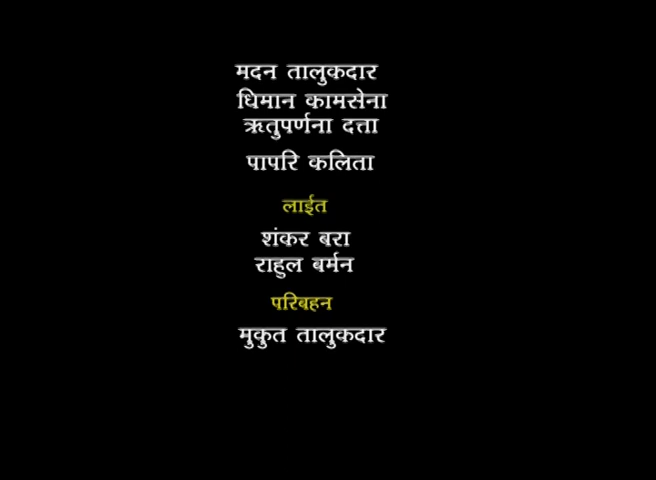 मदन तालुकदार
धिमान कामसेना
ऋतुपर्णना दत्ता
पापरि कलिता
लाईत
शंकर बरा
राहुल बर्मन
परिबहन
मुकुत तालुकदार